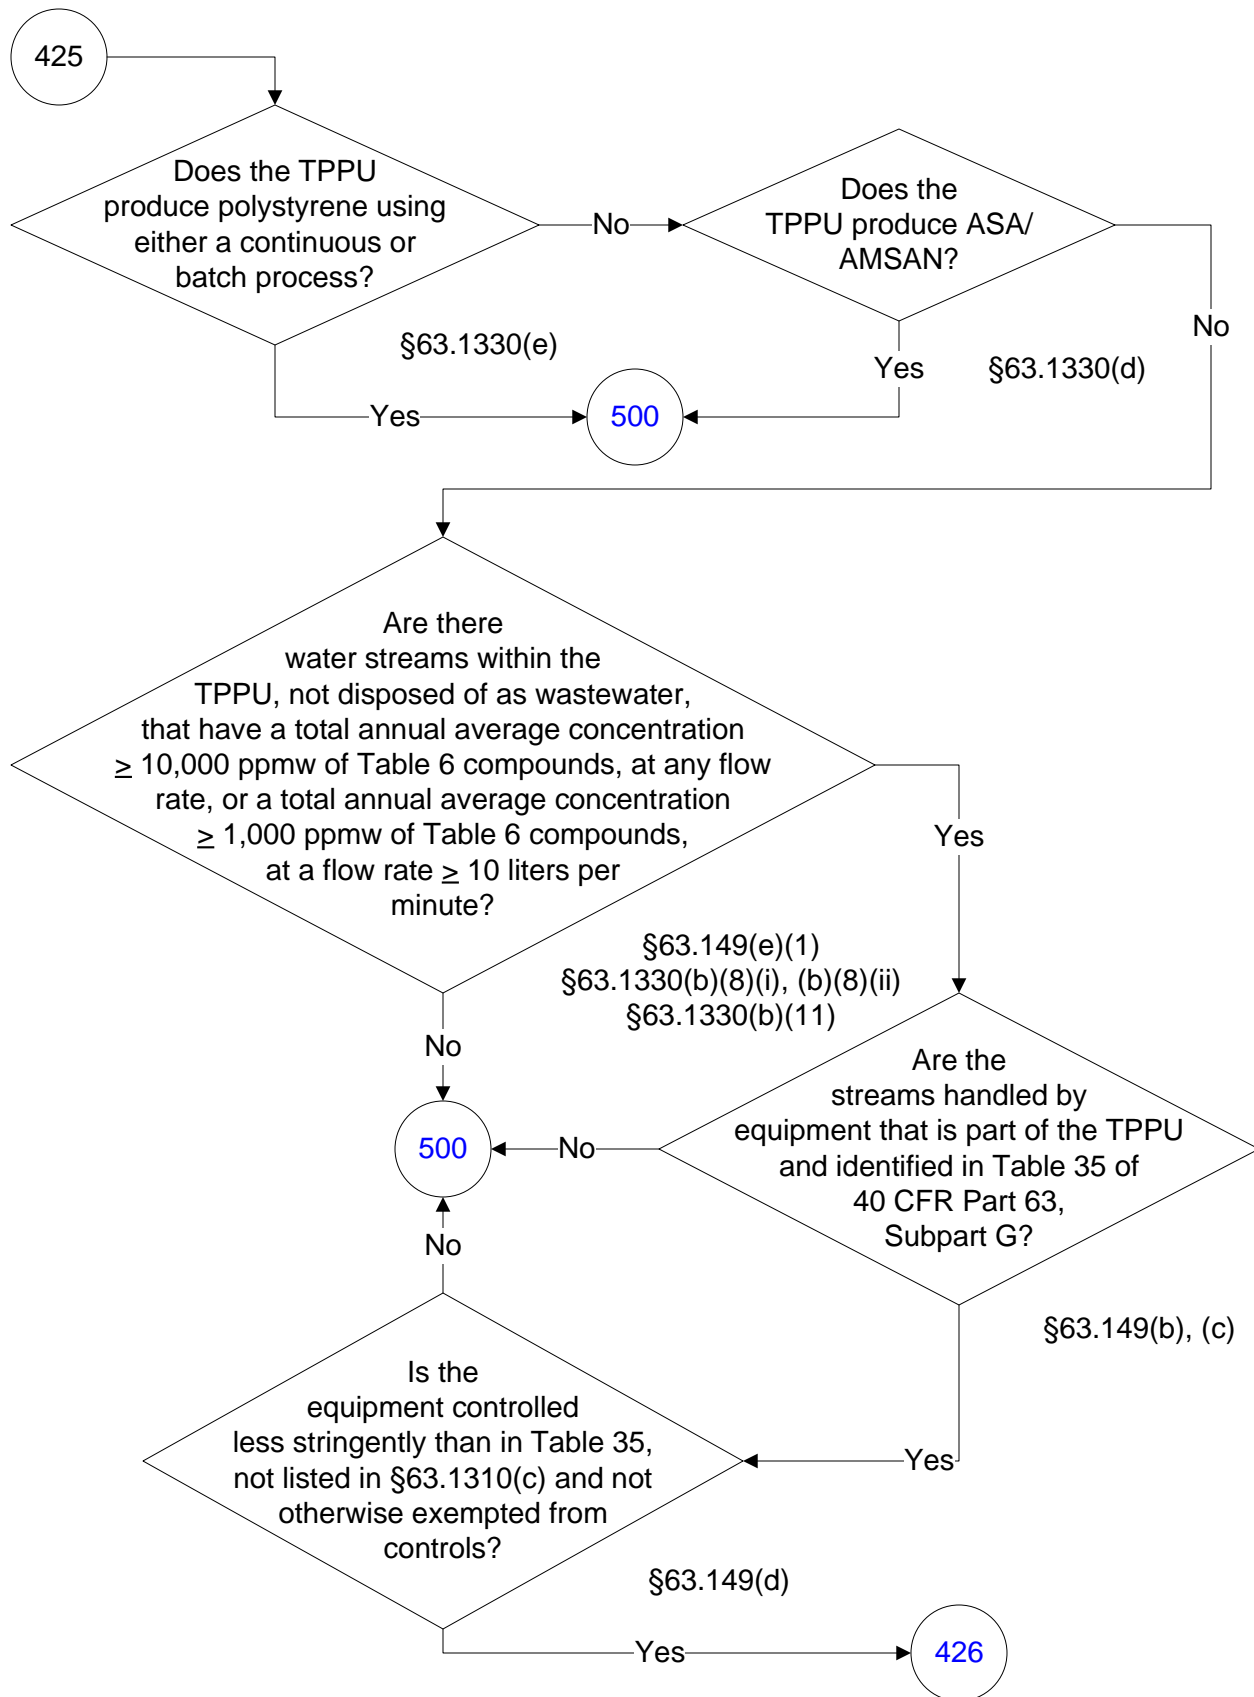 425
Does the TPPU
produce polystyrene using
either a continuous or
batch process?
No
Does the
TPPU produce ASA/
AMSAN?
No
§63.1330(e)
Yes
§63.1330(d)
Yes
500
Are there
water streams within the
TPPU, not disposed of as wastewater,
that have a total annual average concentration
≥ 10,000 ppmw of Table 6 compounds, at any flow
rate, or a total annual average concentration
≥ 1,000 ppmw of Table 6 compounds,
at a flow rate ≥ 10 liters per
minute?
Yes
§63.149(e)(1)
§63.1330(b)(8)(i), (b)(8)(ii)
§63.1330(b)(11)
No
Are the
streams handled by
equipment that is part of the TPPU
and identified in Table 35 of
40 CFR Part 63,
Subpart G?
500
No
No
§63.149(b), (c)
Is the
equipment controlled
less stringently than in Table 35,
not listed in §63.1310(c) and not
otherwise exempted from
controls?
Yes
§63.149(d)
Yes
426